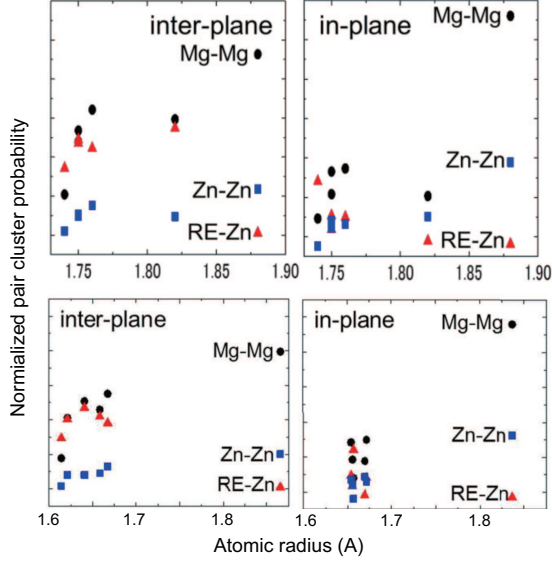 Normialized pair cluster probability
inter-plane
Mg-Mg
Zn-Zn
RE-Zn
1.75 1.80 1.85 1.90
in-plane
Mg-Mg
Zn-Zn
RE-Zn
1.75 1.80 1.85 1.90
inter-plane
Mg-Mg
Zn-Zn
RE-Zn
1.6 1.7 1.8
in-plane
Mg-Mg
Zn-Zn
RE-Zn
1.6 1.7 1.8
Atomic radius (A)